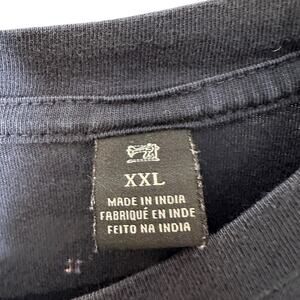 XXL
MADE IN INDIA
FABRIQUÉ EN INDE
FEITO NA INDIA